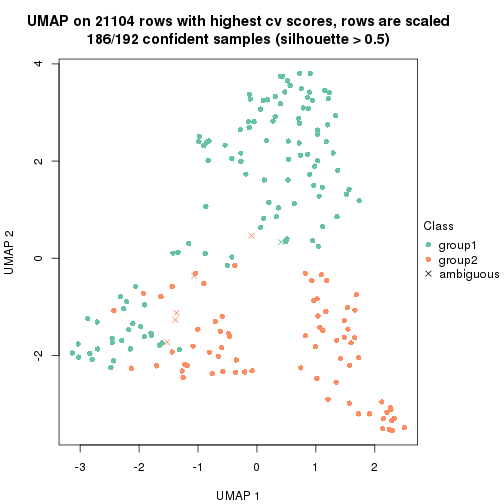 UMAP on 21104 rows with highest cv scores, rows are scaled
186/192 confident samples (silhouette > 0.5)
4
2
0
-2
UMAP 2
-3
-2
-1
0
1
2
UMAP 1
Class
group1
group2
ambiguous